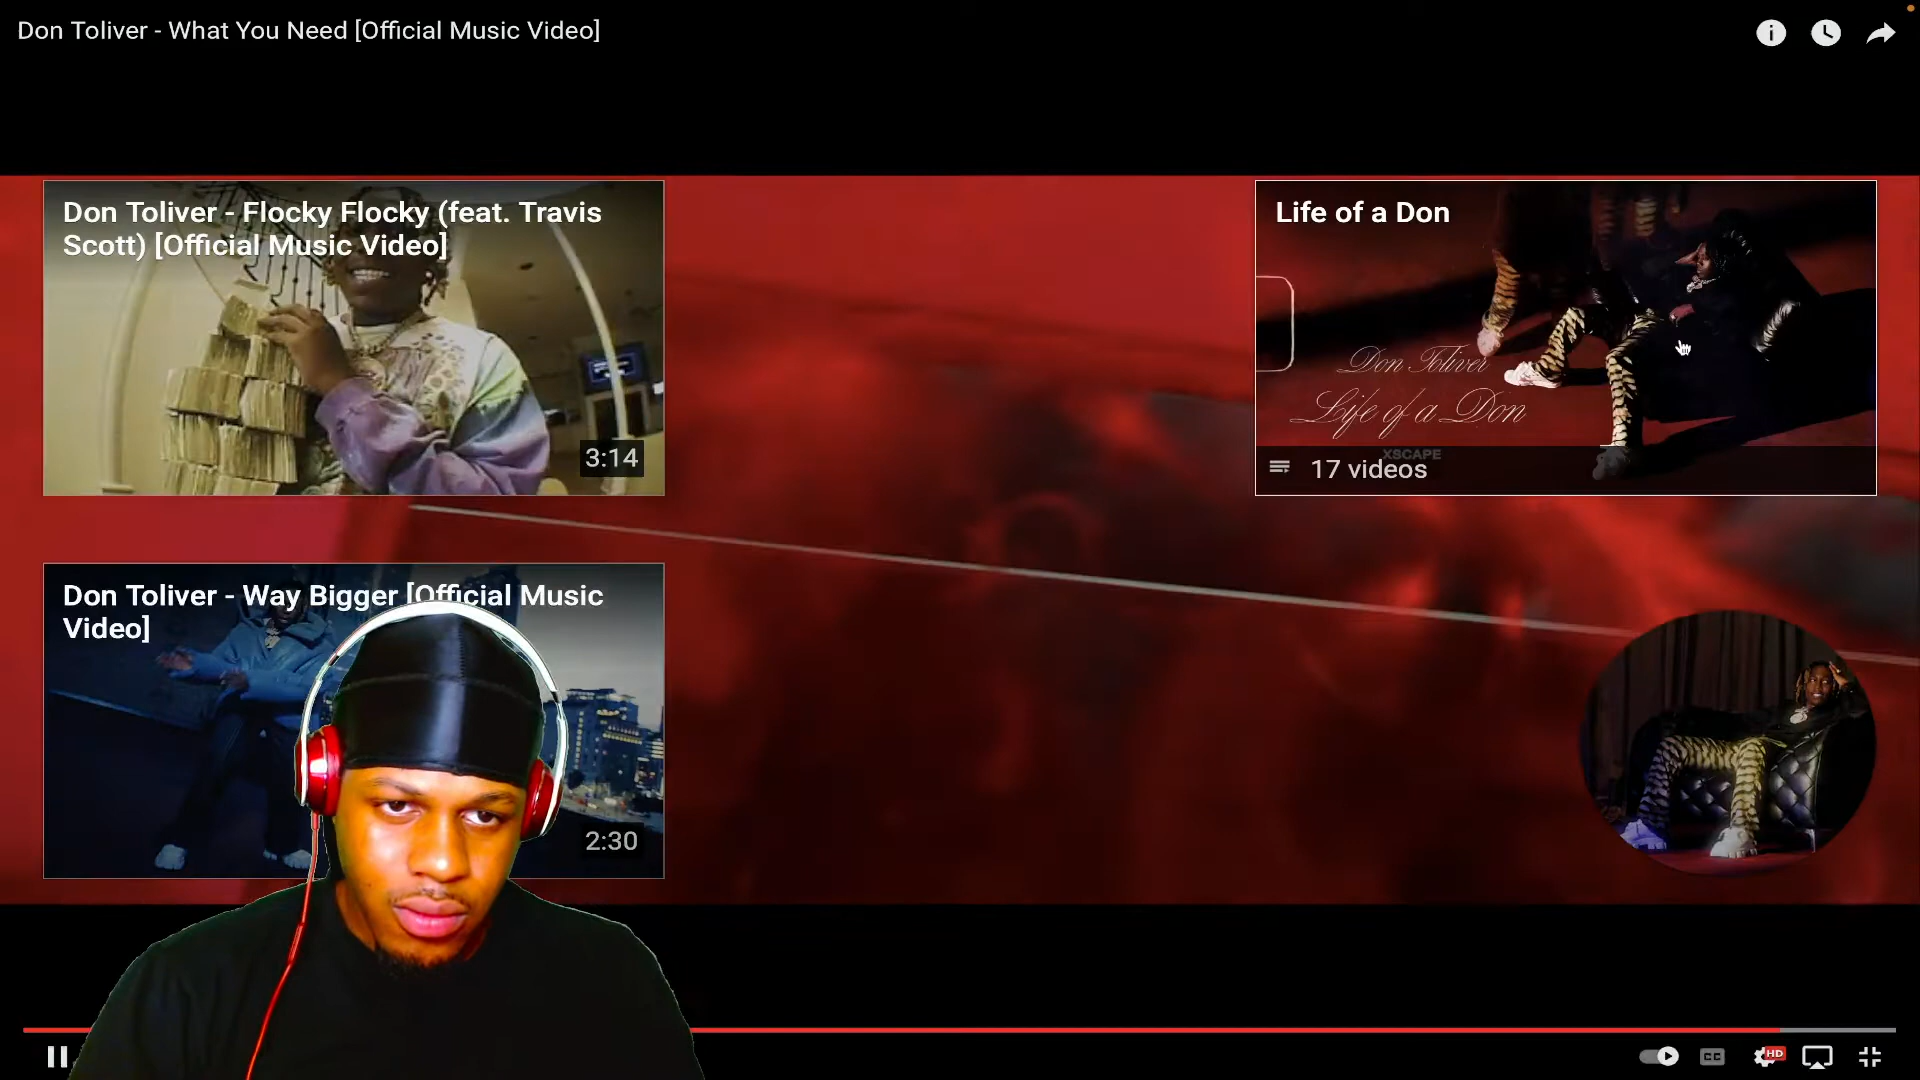 Don Toliver - What You Need [Official Music Video]
Don Toliver - Flocky Flocky (feat. Travis
Scott) [Official Music Video]
3:14
Life of a Don
Don Toliver
Life of a Don
XSCAPE
17 videos
Don Toliver - Way Bigger [Official Music
Video]
2:30
CC
HD